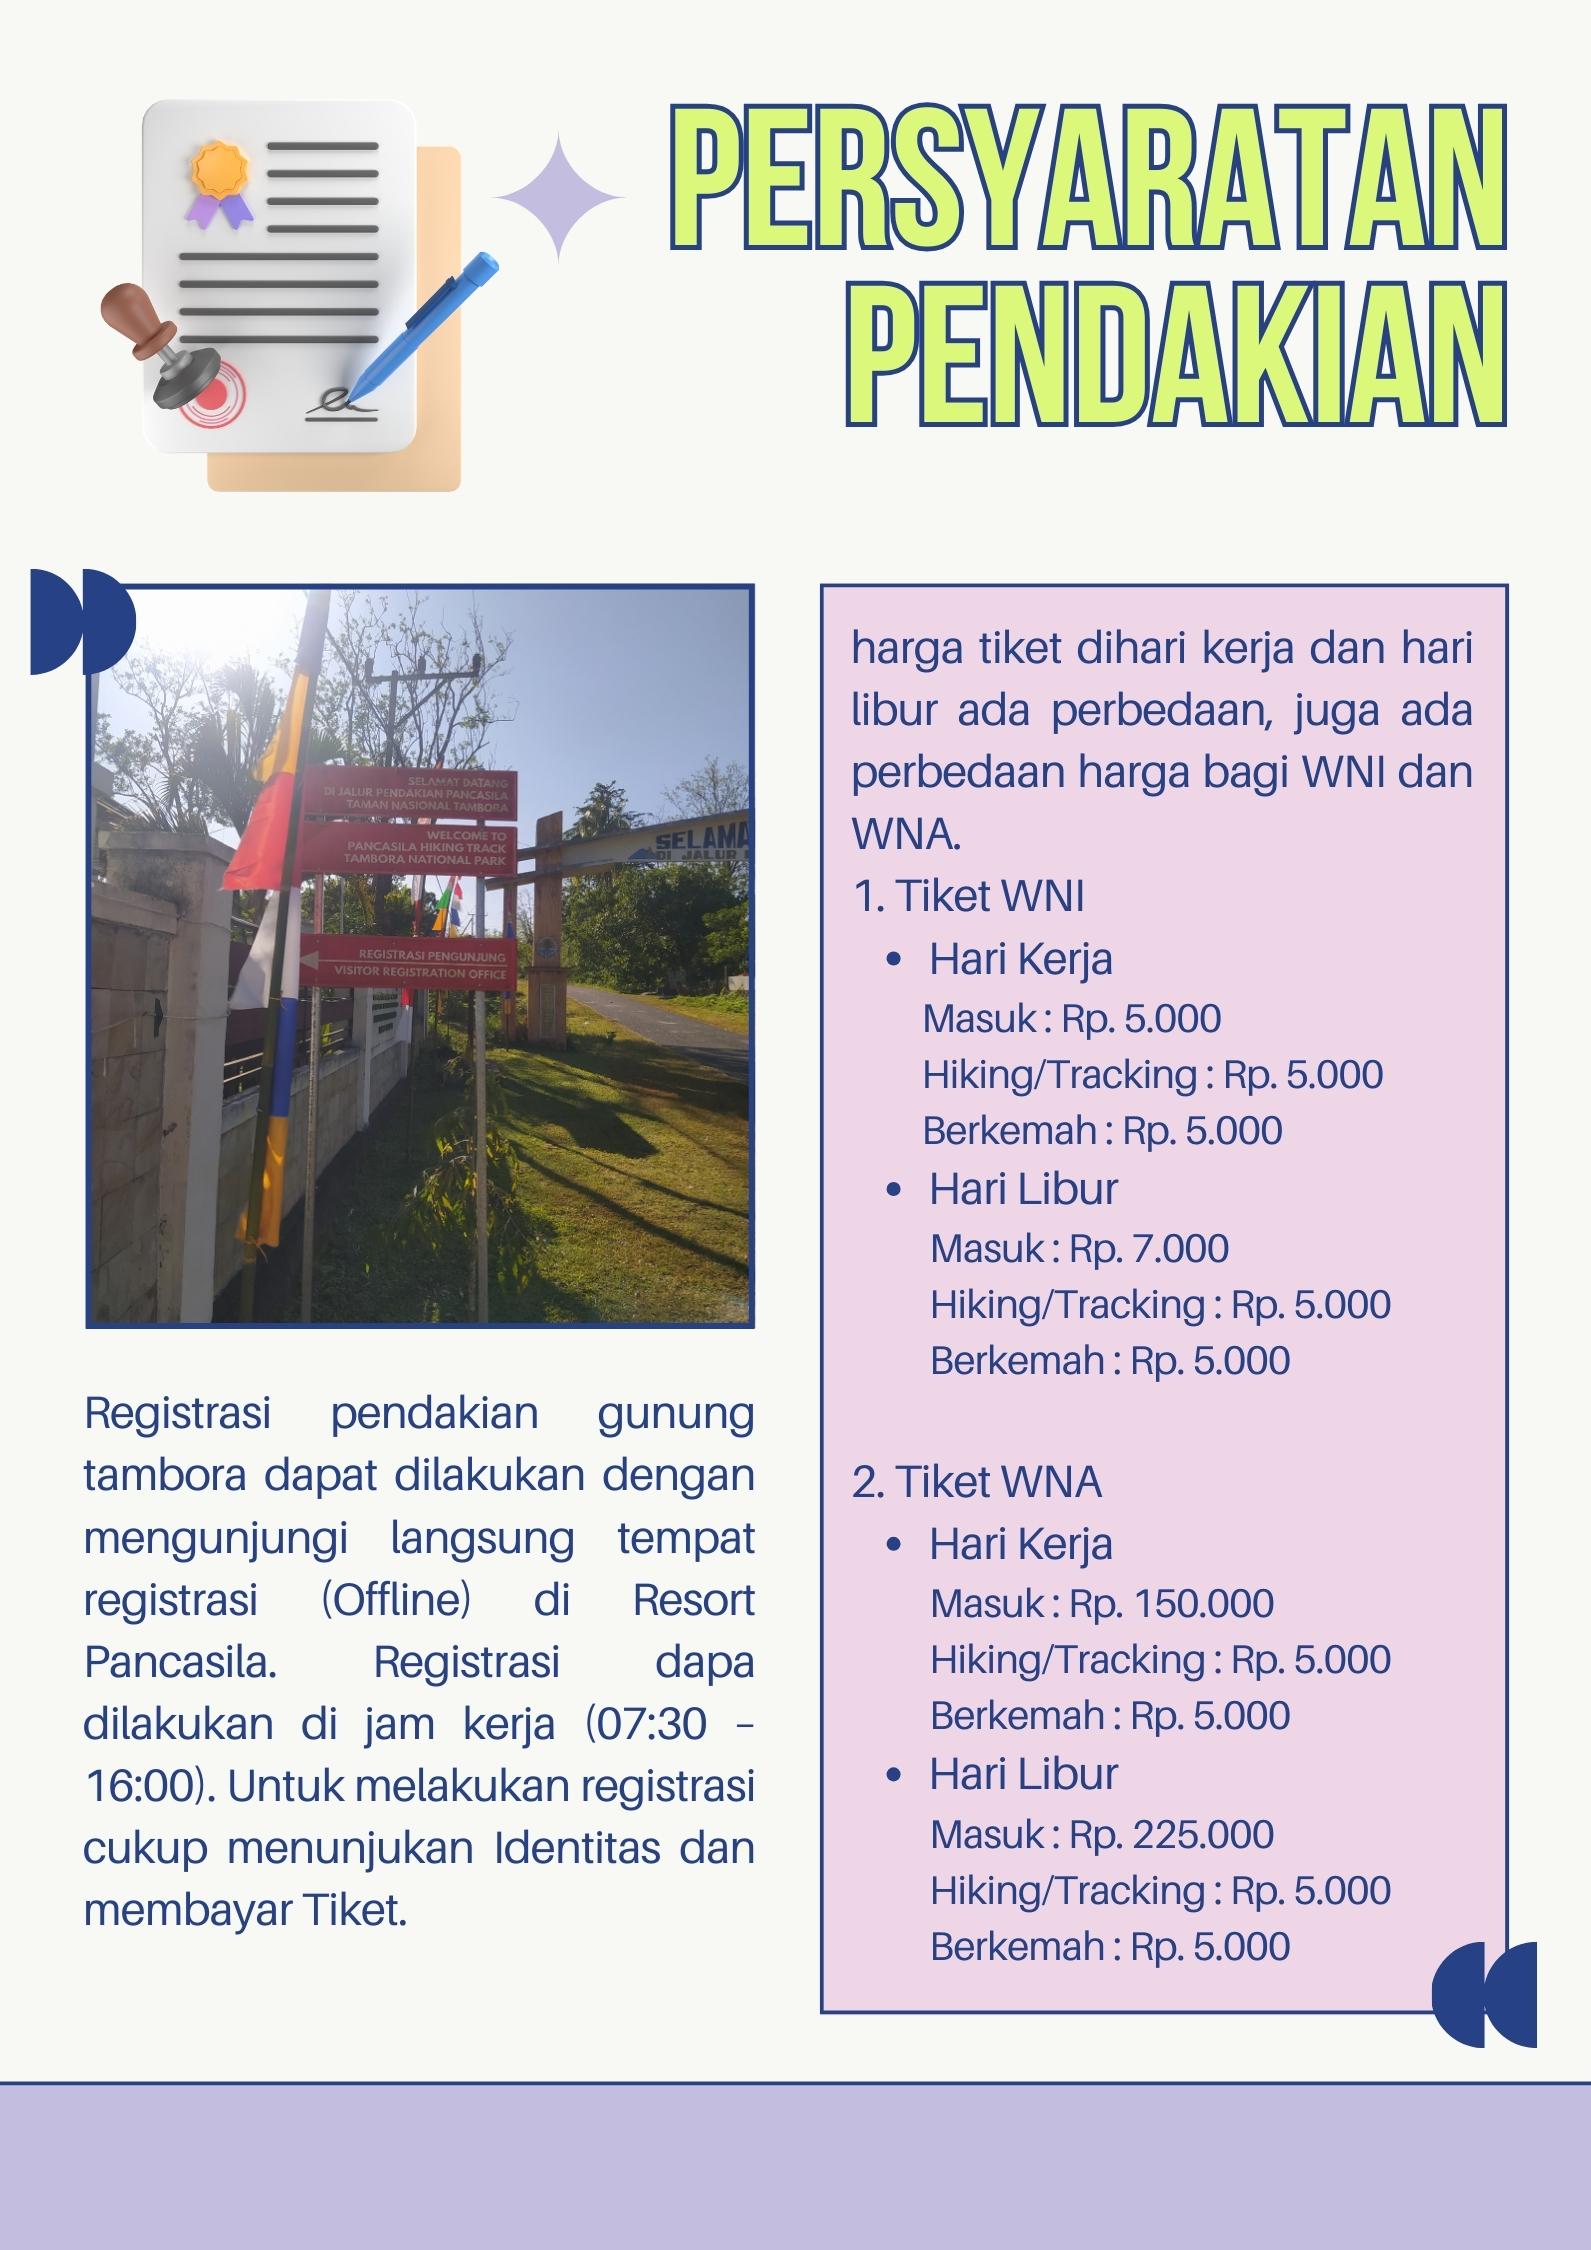 PERSYARATAN
PENDAKIAN
SELAMAT DATANG
DI JALUR PENDAKIAN PANCASILA
TAMAN NASIONAL TAMBORA
WELCOME TO
PANCASILA HIKING TRACK
TAMBORA NATIONAL PARK
SELAMA
DI JALUR
REGISTRASI PENGUNJUNG
VISITOR REGISTRATION OFFICE
Registrasi pendakian gunung
tambora dapat dilakukan dengan
mengunjungi langsung tempat
registrasi (Offline) di Resort
Pancasila. Registrasi dapa
dilakukan di jam kerja (07:30 –
16:00). Untuk melakukan registrasi
cukup menunjukan Identitas dan
membayar Tiket.
harga tiket dihari kerja dan hari
libur ada perbedaan, juga ada
perbedaan harga bagi WNI dan
WNA.
1. Tiket WNI
• Hari Kerja
Masuk : Rp. 5.000
Hiking/Tracking : Rp. 5.000
Berkemah : Rp. 5.000
• Hari Libur
Masuk : Rp. 7.000
Hiking/Tracking : Rp. 5.000
Berkemah : Rp. 5.000
2. Tiket WNA
• Hari Kerja
Masuk : Rp. 150.000
Hiking/Tracking : Rp. 5.000
Berkemah : Rp. 5.000
• Hari Libur
Masuk : Rp. 225.000
Hiking/Tracking : Rp. 5.000
Berkemah : Rp. 5.000